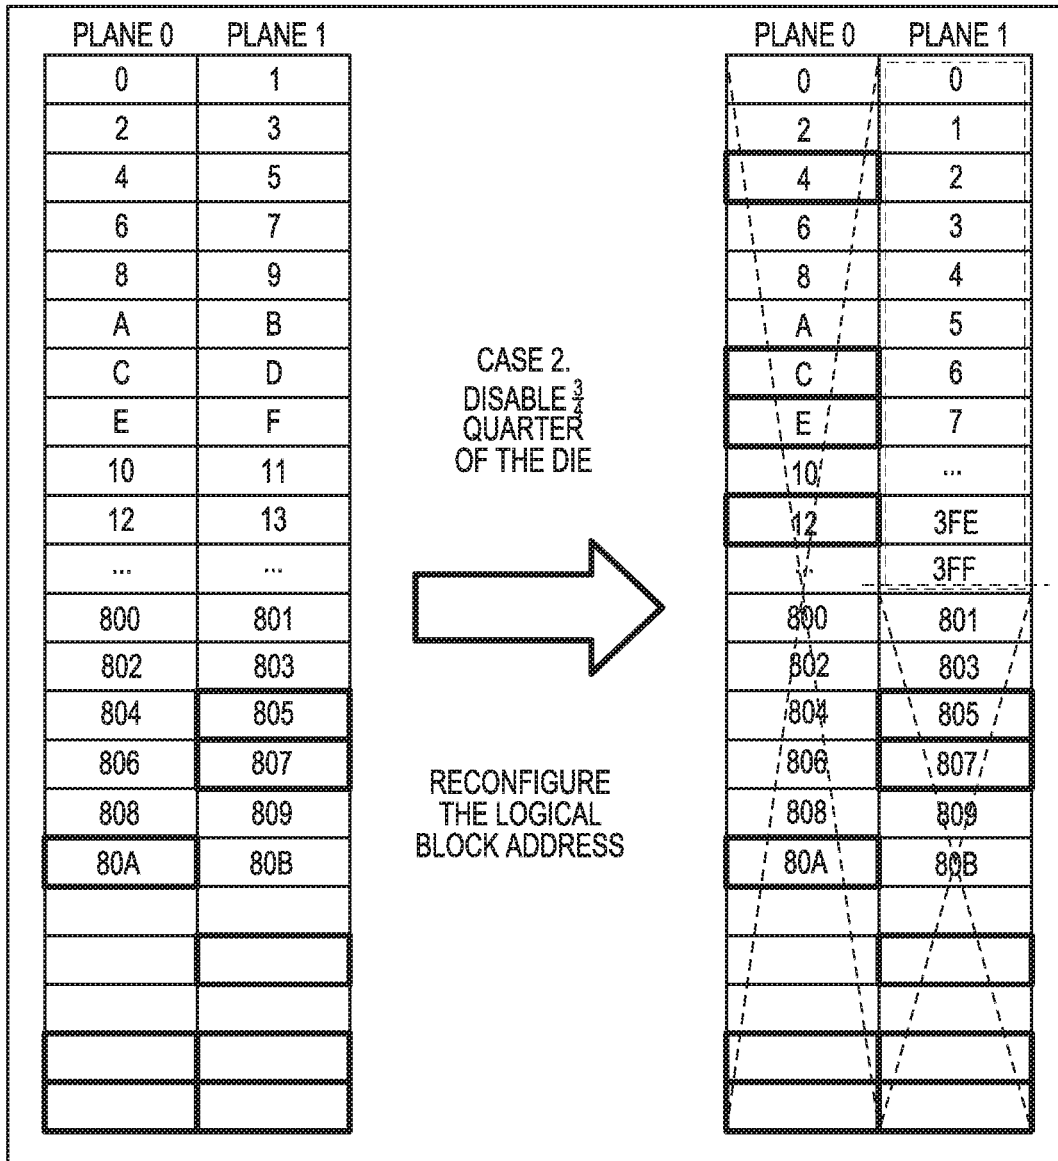 PLANE 0 PLANE 1
0 1
2 3
4 5
6 7
8 9
A B
C D
E F
10 11
12 13
... ...
800 801
802 803
804 805
806 807
808 809
80A 80B
CASE 2.
DISABLE 3/4
QUARTER
OF THE DIE
RECONFIGURE
THE LOGICAL
BLOCK ADDRESS
PLANE 0 PLANE 1
0 0
2 1
4 2
6 3
8 4
A 5
C 6
E 7
10 ...
12 3FE
... 3FF
800 801
802 803
804 805
806 807
808 809
80A 80B